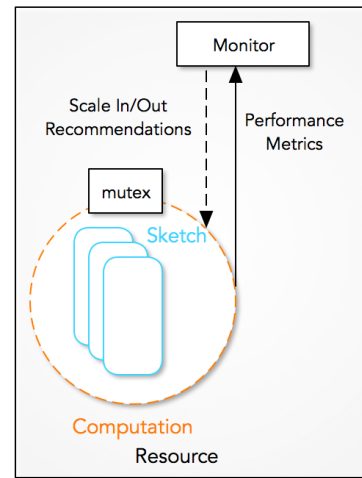 Monitor
Scale In/Out
Recommendations
Performance
Metrics
mutex
Sketch
Computation
Resource